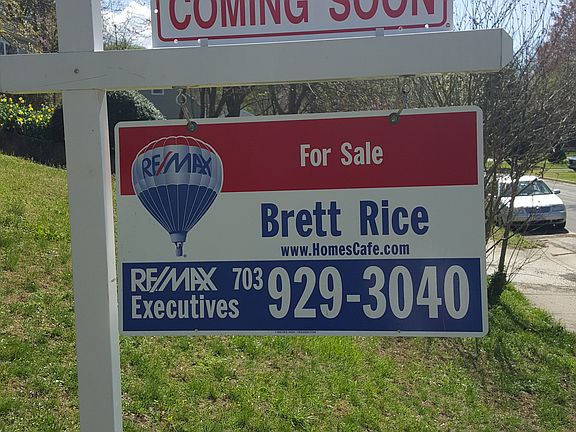 COMING SOON
For Sale
RE/MAX
Brett Rice
www.HomesCafe.com
RE/MAX 703 929-3040
Executives